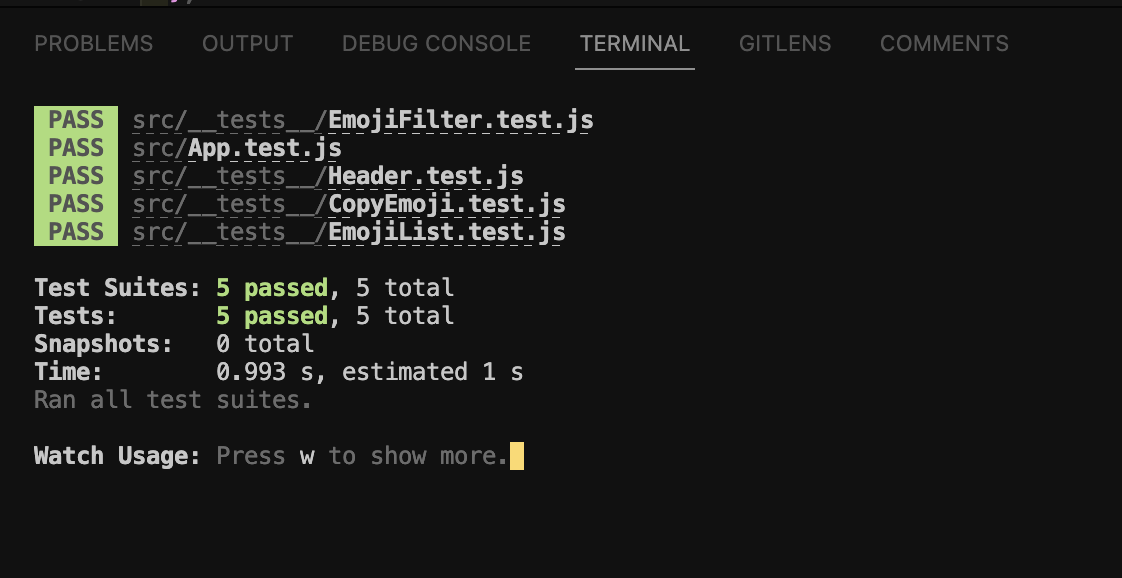 PROBLEMS OUTPUT DEBUG CONSOLE TERMINAL GITLENS COMMENTS
PASS src/__tests__/EmojiFilter.test.js
PASS src/App.test.js
PASS src/__tests__/Header.test.js
PASS src/__tests__/CopyEmoji.test.js
PASS src/__tests__/EmojiList.test.js
Test Suites: 5 passed, 5 total
Tests: 5 passed, 5 total
Snapshots: 0 total
Time: 0.993 s, estimated 1 s
Ran all test suites.
Watch Usage: Press w to show more.